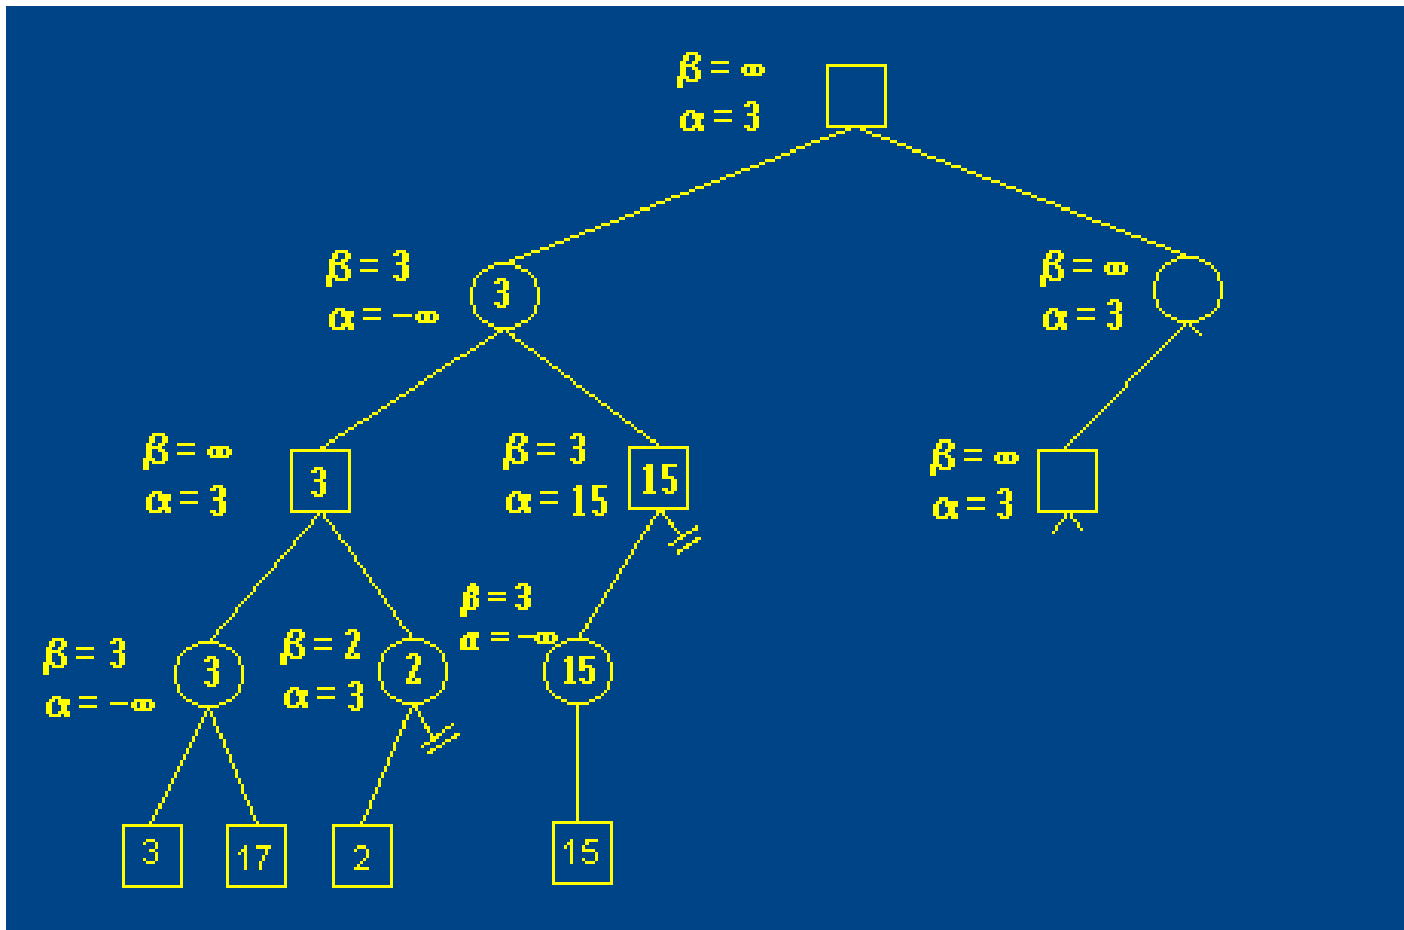 β = ∞
α = 3
β = 3
α = −∞
3
β = ∞
α = 3
β = ∞
α = 3
3
β = 3
α = 15
15
β = ∞
α = 3
β = 3
α = −∞
3
β = 2
α = 3
2
β = 3
α = −∞
15
3
17
2
15